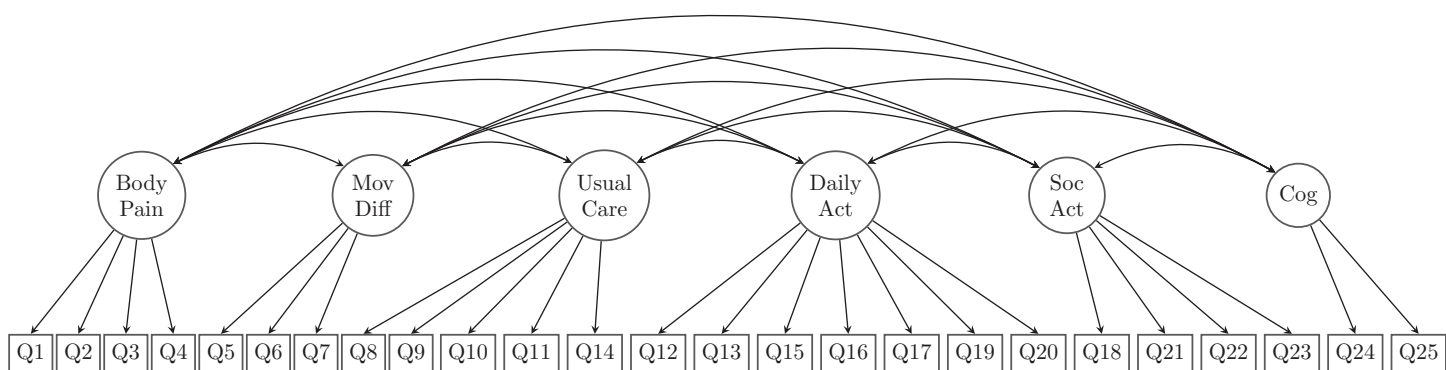 Body
Pain
Mov
Diff
Usual
Care
Daily
Act
Soc
Act
Cog
Q1 Q2 Q3 Q4 Q5 Q6 Q7 Q8 Q9 Q10 Q11 Q14 Q12 Q13 Q15 Q16 Q17 Q19 Q20 Q18 Q21 Q22 Q23 Q24 Q25